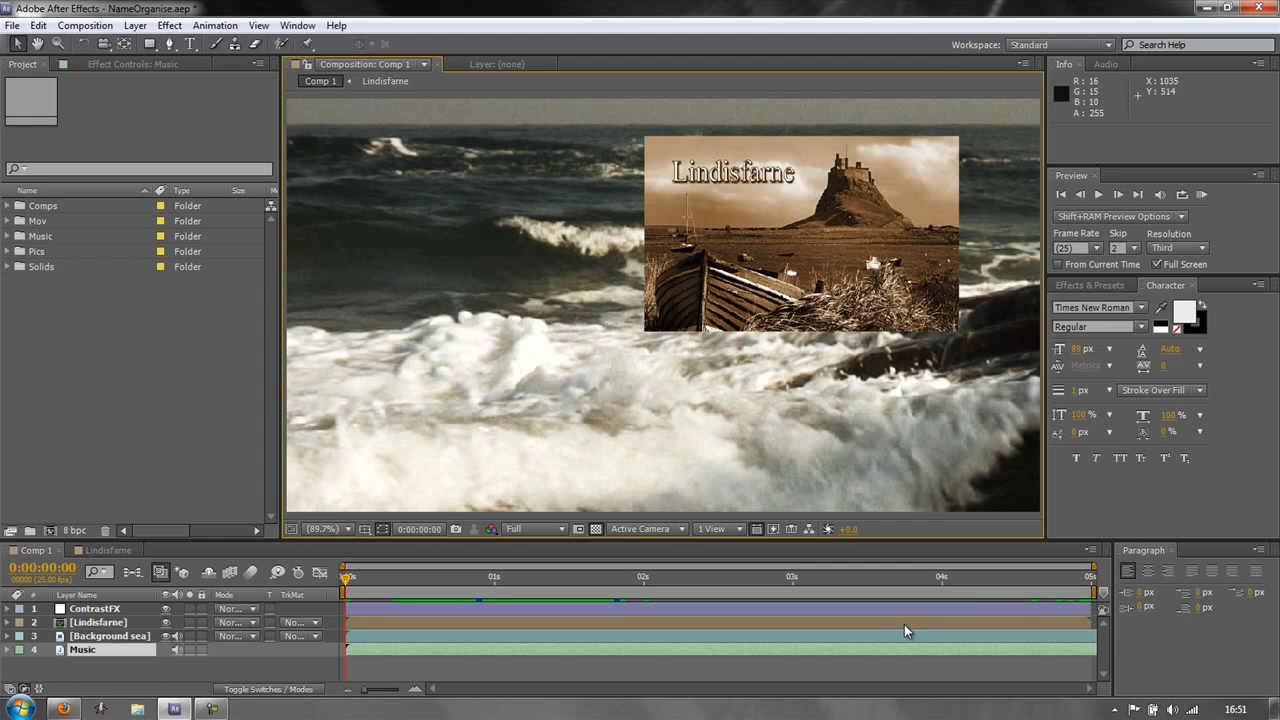 Adobe After Effects - NameOrganise.aep *
File Edit Composition Layer Effect Animation View Window Help
Workspace: Standard Search Help
Project Effect Controls: Music Composition: Comp 1 Layer: (none) Info Audio
Comp 1 Lindisfarne
R : 16 X : 1035
G : 15 Y : 514
B : 10
A : 255
Lindisfarne
Name Type Size M
Comps Folder
Mov Folder
Music Folder
Pics Folder
Solids Folder
Preview
Shift+RAM Preview Options
Frame Rate Skip Resolution
(25) 2 Third
From Current Time Full Screen
Effects & Presets Character
Times New Roman
Regular
89 px Auto
Metrics 0
1 px Stroke Over Fill
100 % 100 %
0 px 0 %
T T TT Tт T¹ T₁
8 bpc (89.7%) 0:00:00:00 Full Active Camera 1 View +0.0
Comp 1 Lindisfarne Paragraph
0:00:00:00
00000 (25.00 fps)
0s 01s 02s 03s 04s 05s
# Layer Name Mode T TrkMat
1 ContrastFX Nor...
2 [Lindisfarne] Nor... No...
3 [Background sea] Nor... No...
4 Music
0 px 0 px 0 px
0 px 0 px
Toggle Switches / Modes
16:51